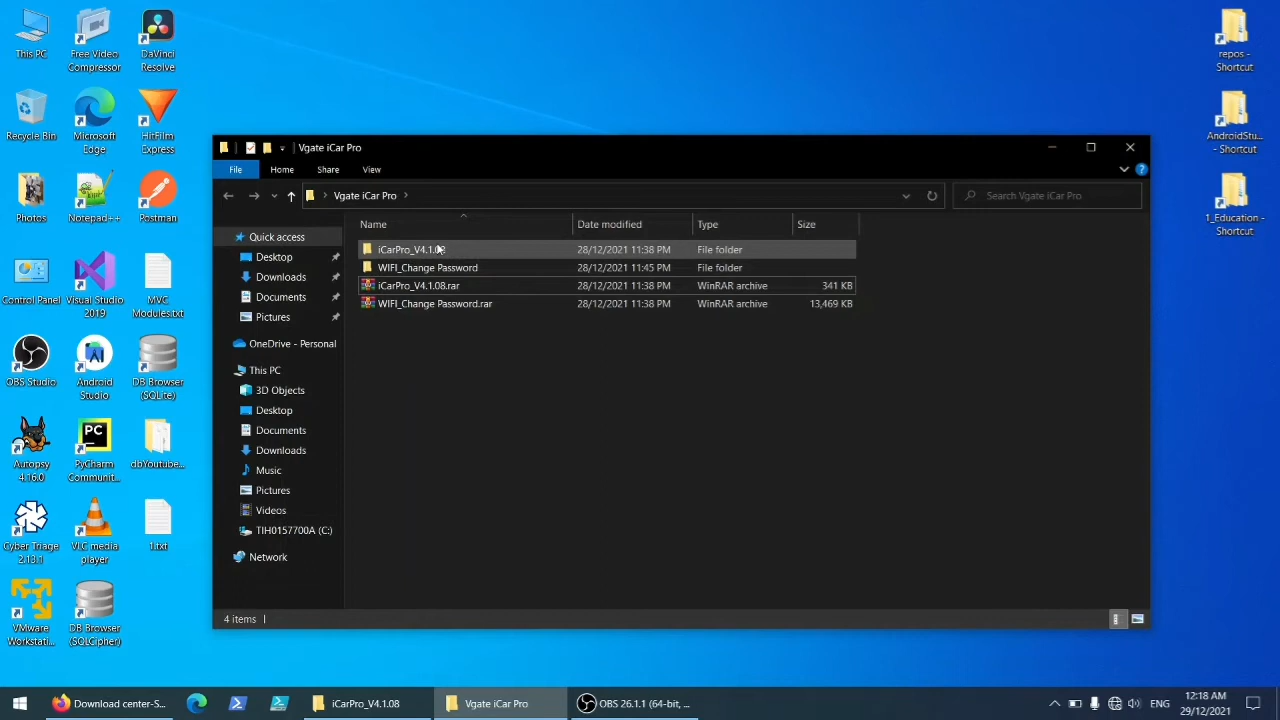 This PC
Free Video
Compressor
DaVinci
Resolve
repos -
Shortcut
Recycle Bin
Microsoft
Edge
HitFilm
Express
AndroidStu...
- Shortcut
Photos
Notepad++
Postman
1_Education -
Shortcut
Control Panel
Visual Studio
2019
MVC
Modules.txt
OBS Studio
Android
Studio
DB Browser
(SQLite)
Autopsy
4.16.0
PyCharm
Communit...
dbYoutube...
Cyber Triage
2.13.1
VLC media
player
1.txt
VMware
Workstati...
DB Browser
(SQLCipher)
Vgate iCar Pro
File
Home
Share
View
Vgate iCar Pro
Search Vgate iCar Pro
Name
Date modified
Type
Size
iCarPro_V4.1.08
28/12/2021 11:38 PM
File folder
WIFI_Change Password
28/12/2021 11:45 PM
File folder
iCarPro_V4.1.08.rar
28/12/2021 11:38 PM
WinRAR archive
341 KB
WIFI_Change Password.rar
28/12/2021 11:38 PM
WinRAR archive
13,469 KB
Quick access
Desktop
Downloads
Documents
Pictures
OneDrive - Personal
This PC
3D Objects
Desktop
Documents
Downloads
Music
Pictures
Videos
TIH0157700A (C:)
Network
4 items
Download center-S...
iCarPro_V4.1.08
Vgate iCar Pro
OBS 26.1.1 (64-bit, ...
ENG
12:18 AM
29/12/2021